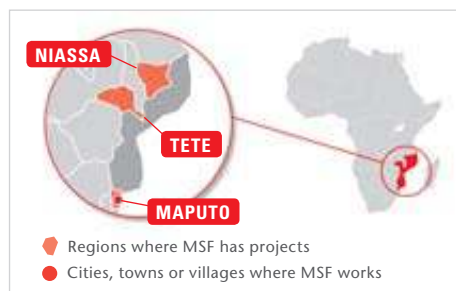 NIASSA
TETE
MAPUTO
Regions where MSF has projects
Cities, towns or villages where MSF works